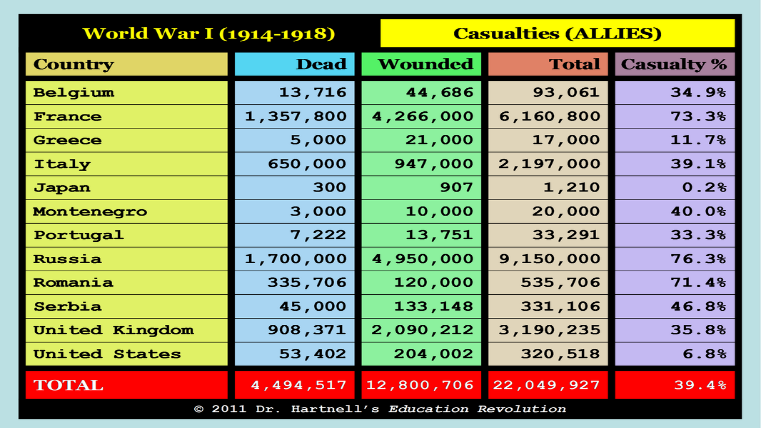 World War I (1914-1918) Casualties (ALLIES)
Country Dead Wounded Total Casualty %
Belgium 13,716 44,686 93,061 34.9%
France 1,357,800 4,266,000 6,160,800 73.3%
Greece 5,000 21,000 17,000 11.7%
Italy 650,000 947,000 2,197,000 39.1%
Japan 300 907 1,210 0.2%
Montenegro 3,000 10,000 20,000 40.0%
Portugal 7,222 13,751 33,291 33.3%
Russia 1,700,000 4,950,000 9,150,000 76.3%
Romania 335,706 120,000 535,706 71.4%
Serbia 45,000 133,148 331,106 46.8%
United Kingdom 908,371 2,090,212 3,190,235 35.8%
United States 53,402 204,002 320,518 6.8%
TOTAL 4,494,517 12,800,706 22,049,927 39.4%
© 2011 Dr. Hartnell's Education Revolution